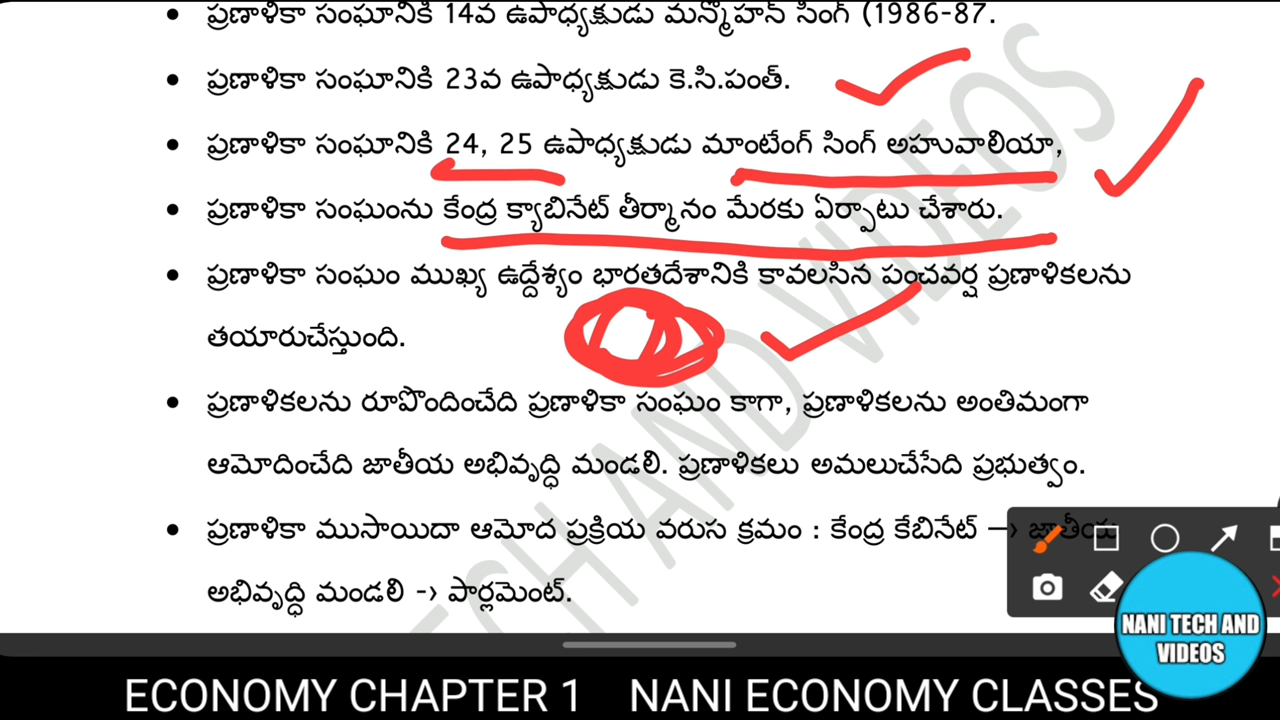 • ప్రణాళికా సంఘానికి 14వ ఉపాధ్యక్షుడు మన్మోహన్ సింగ్ (1986-87.
• ప్రణాళికా సంఘానికి 23వ ఉపాధ్యక్షుడు కె.సి.పంత్.
• ప్రణాళికా సంఘానికి 24, 25 ఉపాధ్యక్షుడు మాంటేంగ్ సింగ్ అహువాలియా,
• ప్రణాళికా సంఘంను కేంద్ర క్యాబినేట్ తీర్మానం మేరకు ఏర్పాటు చేశారు.
• ప్రణాళికా సంఘం ముఖ్య ఉద్దేశ్యం భారతదేశానికి కావలసిన పంచవర్ష ప్రణాళికలను
తయారుచేస్తుంది.
• ప్రణాళికలను రూపొందించేది ప్రణాళికా సంఘం కాగా, ప్రణాళికలను అంతిమంగా
ఆమోదించేది జాతీయ అభివృద్ధి మండలి. ప్రణాళికలు అమలుచేసేది ప్రభుత్వం.
• ప్రణాళికా ముసాయిదా ఆమోద ప్రక్రియ వరుస క్రమం : కేంద్ర కేబినేట్ -> జాతీయ
అభివృద్ధి మండలి -> పార్లమెంట్.
TECH AND VIDEOS
NANI TECH AND
VIDEOS
ECONOMY CHAPTER 1 NANI ECONOMY CLASSES